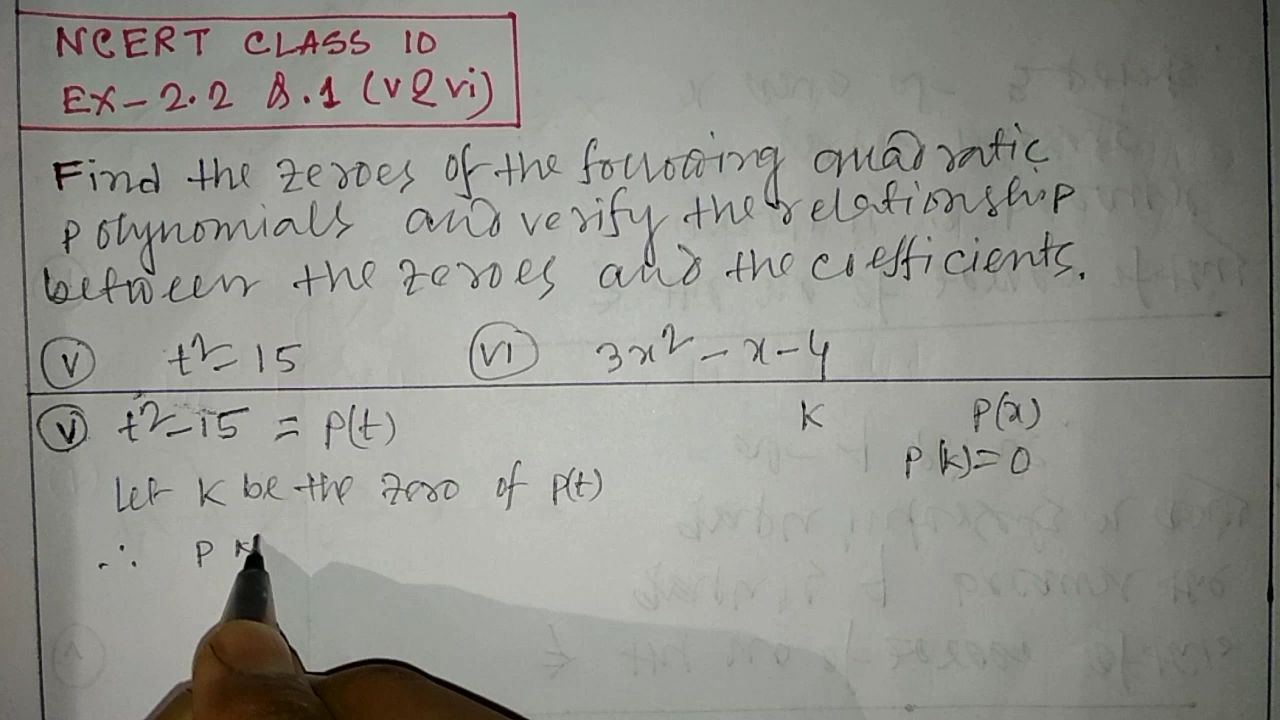 NCERT CLASS 10
EX-2.2 Q.1 (v & vi)
Find the zeroes of the following quadratic
polynomials and verify the relationship
between the zeroes and the coefficients.
(v) t²-15 (vi) 3x²-x-4
(v) t²-15 = P(t)
K P(x)
P(k)=0
Let K be the zero of p(t)
∴ P K